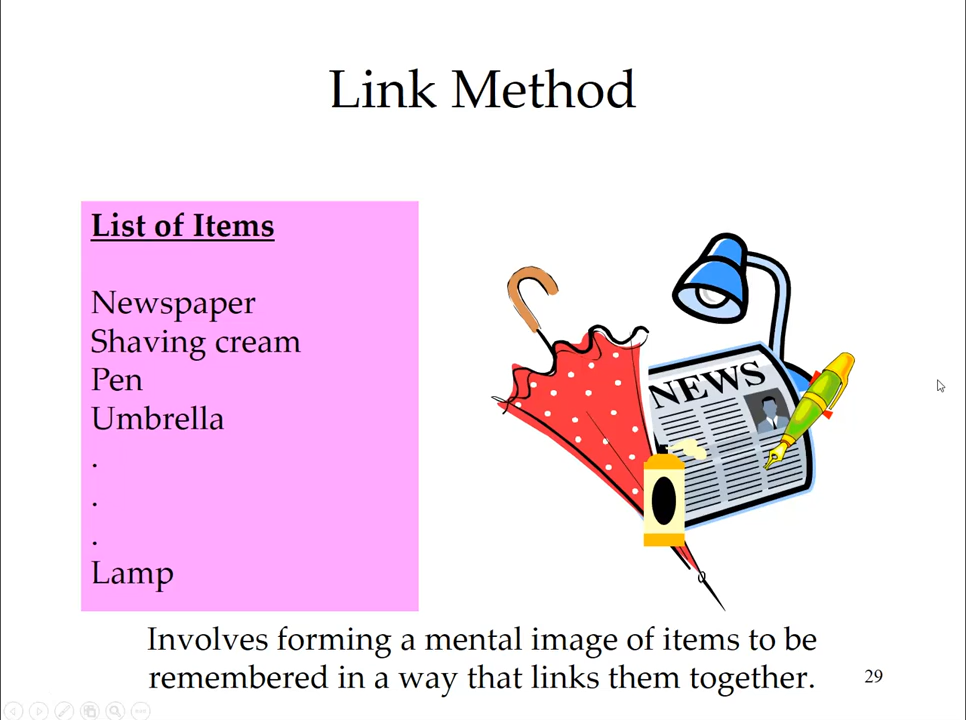 Link Method
List of Items
Newspaper
Shaving cream
Pen
Umbrella
.
.
.
Lamp
NEWS
Involves forming a mental image of items to be
remembered in a way that links them together.
29